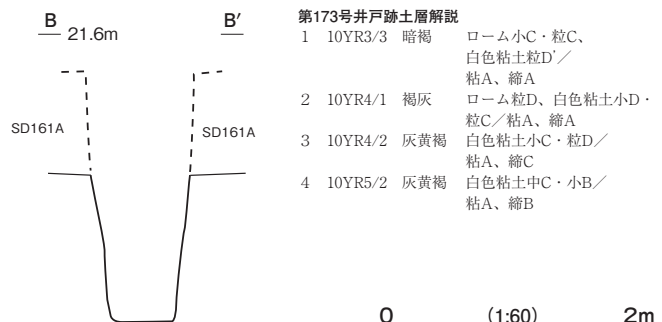 B B′
21.6m
SD161A SD161A
第173号井戸跡土層解説
1 10YR3/3 暗褐 ローム小C・粒C、
白色粘土粒D′／
粘A、締A
2 10YR4/1 褐灰 ローム粒D、白色粘土小D・
粒C／粘A、締A
3 10YR4/2 灰黄褐 白色粘土小C・粒D／
粘A、締C
4 10YR5/2 灰黄褐 白色粘土中C・小B／
粘A、締B
0 (1:60) 2m